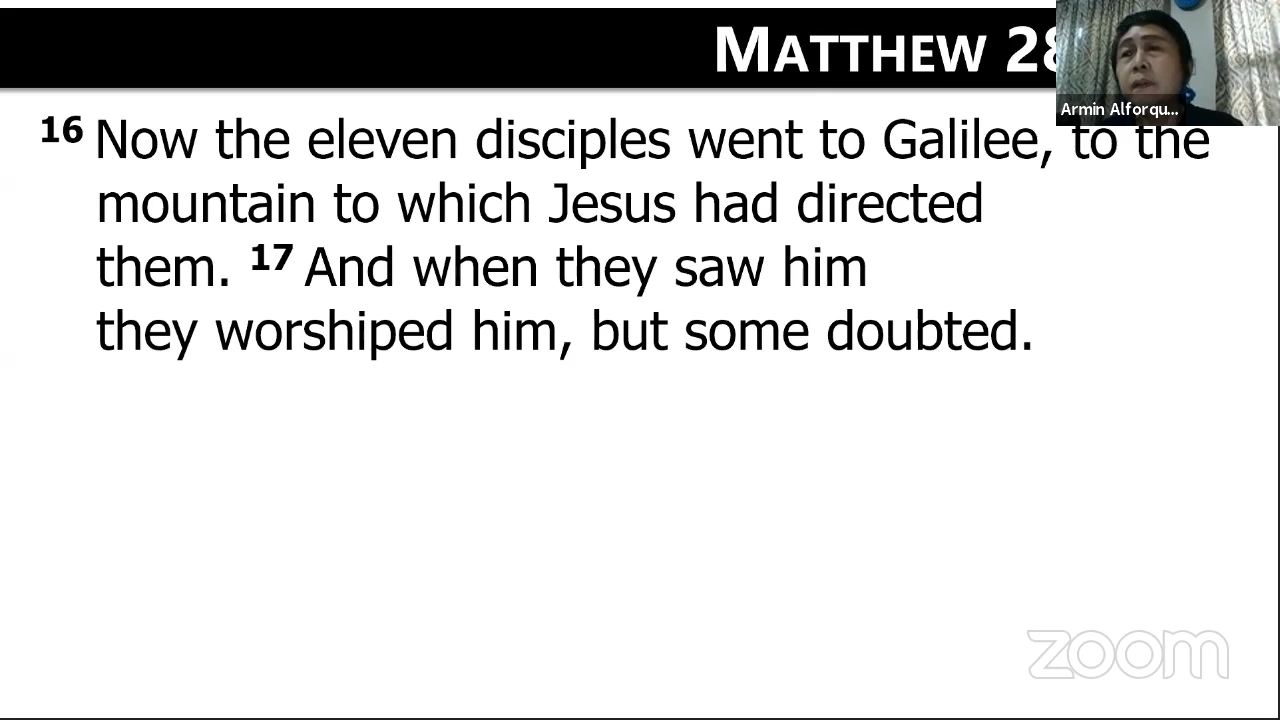 MATTHEW 28
Armin Alforqu...
16 Now the eleven disciples went to Galilee, to the
mountain to which Jesus had directed
them. 17 And when they saw him
they worshiped him, but some doubted.
zoom